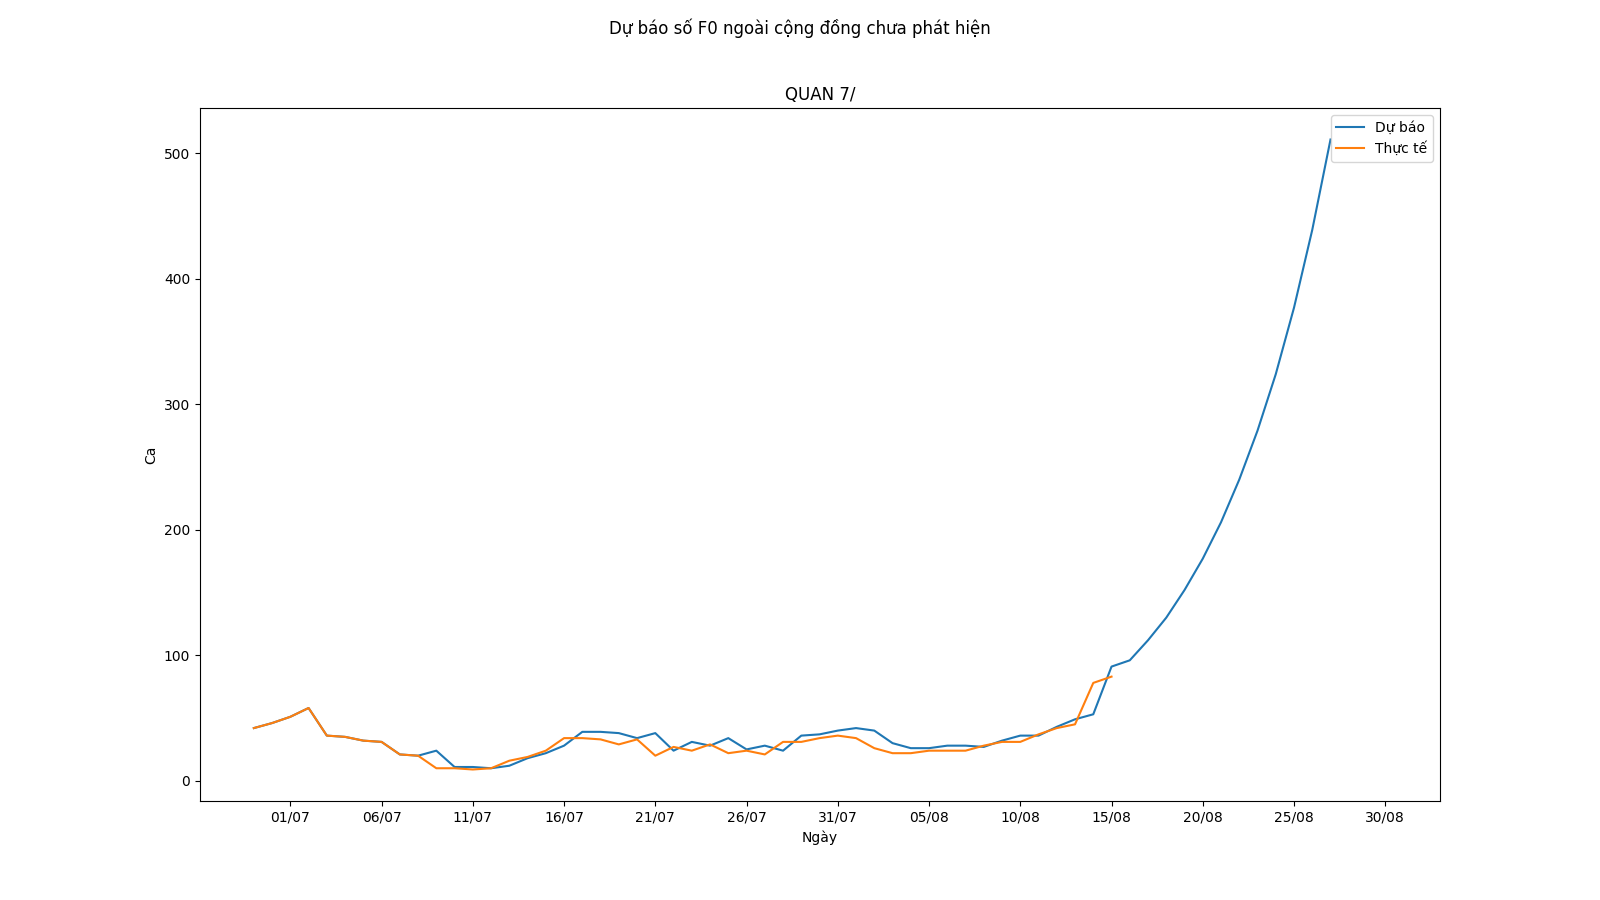 Dự báo số F0 ngoài cộng đồng chưa phát hiện
QUAN 7/
Dự báo
Thực tế
500
400
300
200
100
0
Ca
01/07 06/07 11/07 16/07 21/07 26/07 31/07 05/08 10/08 15/08 20/08 25/08 30/08
Ngày